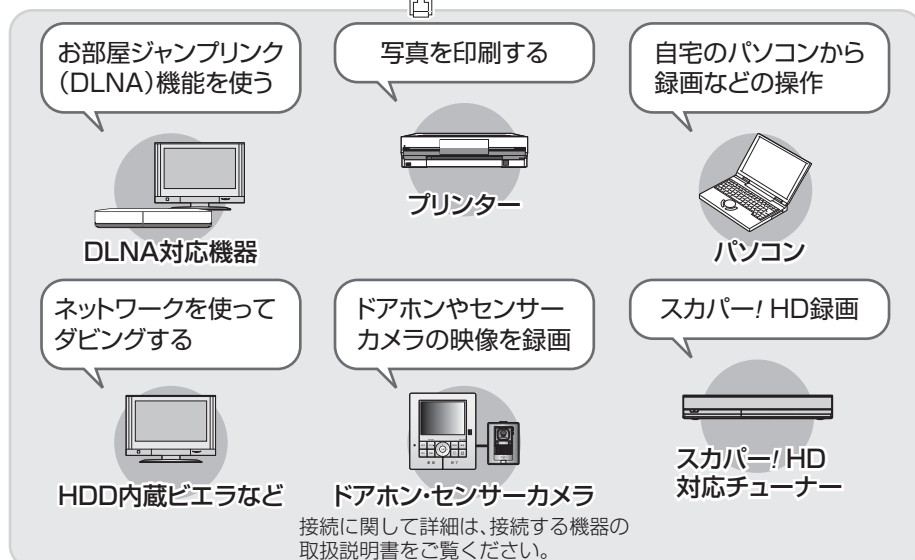 お部屋ジャンプリンク
（DLNA）機能を使う
DLNA対応機器
写真を印刷する
プリンター
自宅のパソコンから
録画などの操作
パソコン
ネットワークを使って
ダビングする
HDD内蔵ビエラなど
ドアホンやセンサー
カメラの映像を録画
ドアホン・センサーカメラ
接続に関して詳細は、接続する機器の
取扱説明書をご覧ください。
スカパー! HD録画
スカパー! HD
対応チューナー